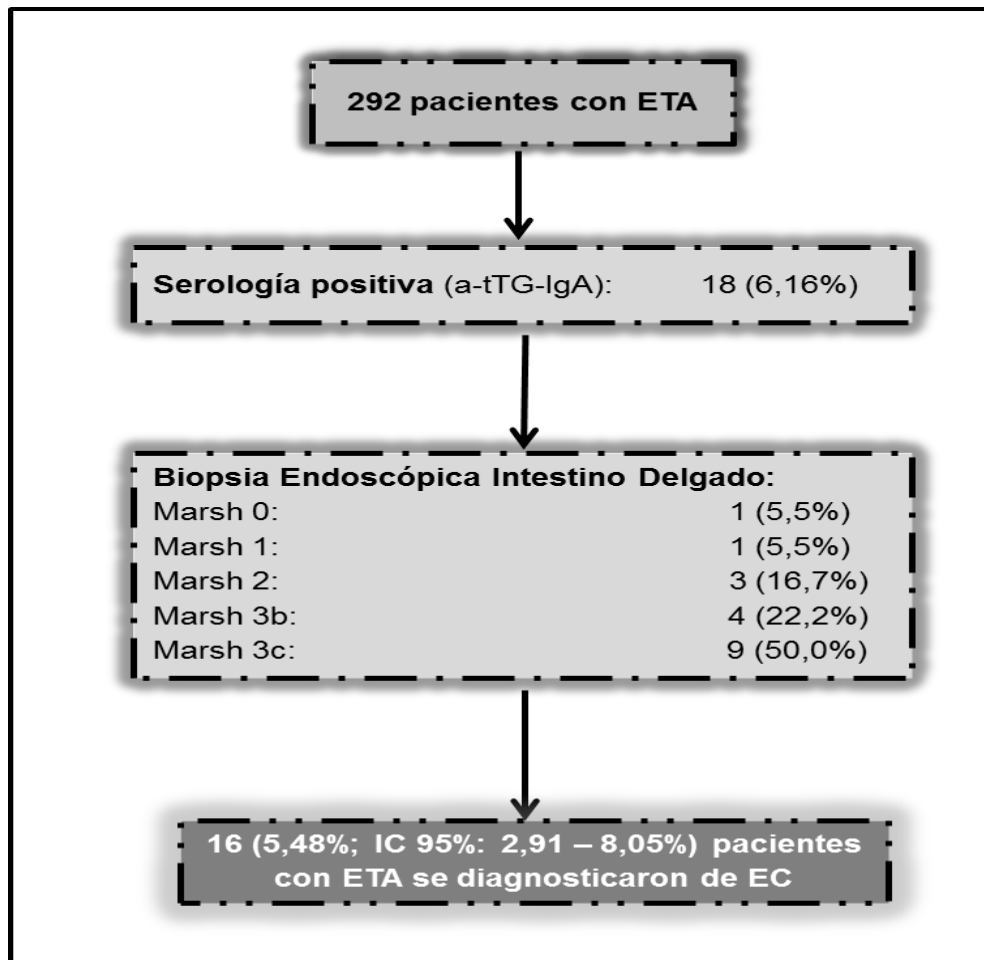 292 pacientes con ETA
Serología positiva (a-tTG-IgA): 18 (6,16%)
Biopsia Endoscópica Intestino Delgado:
Marsh 0: 1 (5,5%)
Marsh 1: 1 (5,5%)
Marsh 2: 3 (16,7%)
Marsh 3b: 4 (22,2%)
Marsh 3c: 9 (50,0%)
16 (5,48%; IC 95%: 2,91 – 8,05%) pacientes
con ETA se diagnosticaron de EC